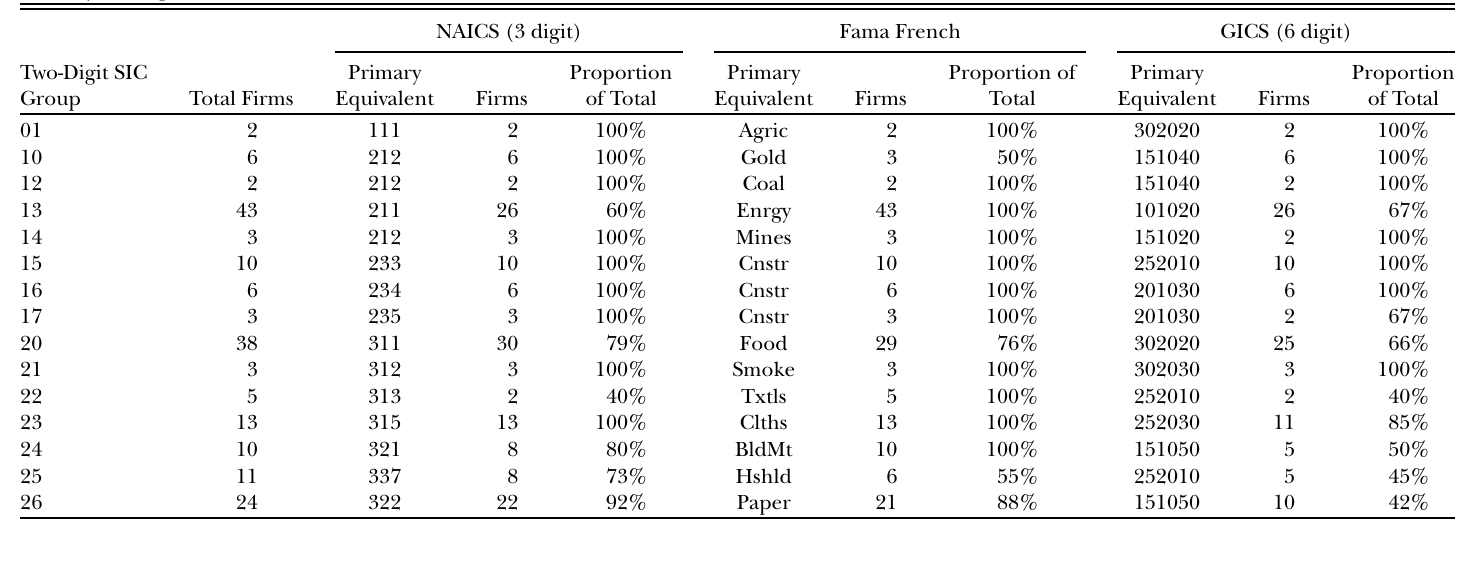 NAICS (3 digit) Fama French GICS (6 digit)
Two-Digit SIC Primary Proportion Primary Proportion of Primary Proportion
Group Total Firms Equivalent Firms of Total Equivalent Firms Total Equivalent Firms of Total
01 2 111 2 100% Agric 2 100% 302020 2 100%
10 6 212 6 100% Gold 3 50% 151040 6 100%
12 2 212 2 100% Coal 2 100% 151040 2 100%
13 43 211 26 60% Enrgy 43 100% 101020 26 67%
14 3 212 3 100% Mines 3 100% 151020 2 100%
15 10 233 10 100% Cnstr 10 100% 252010 10 100%
16 6 234 6 100% Cnstr 6 100% 201030 6 100%
17 3 235 3 100% Cnstr 3 100% 201030 2 67%
20 38 311 30 79% Food 29 76% 302020 25 66%
21 3 312 3 100% Smoke 3 100% 302030 3 100%
22 5 313 2 40% Txtls 5 100% 252010 2 40%
23 13 315 13 100% Clths 13 100% 252030 11 85%
24 10 321 8 80% BldMt 10 100% 151050 5 50%
25 11 337 8 73% Hshld 6 55% 252010 5 45%
26 24 322 22 92% Paper 21 88% 151050 10 42%